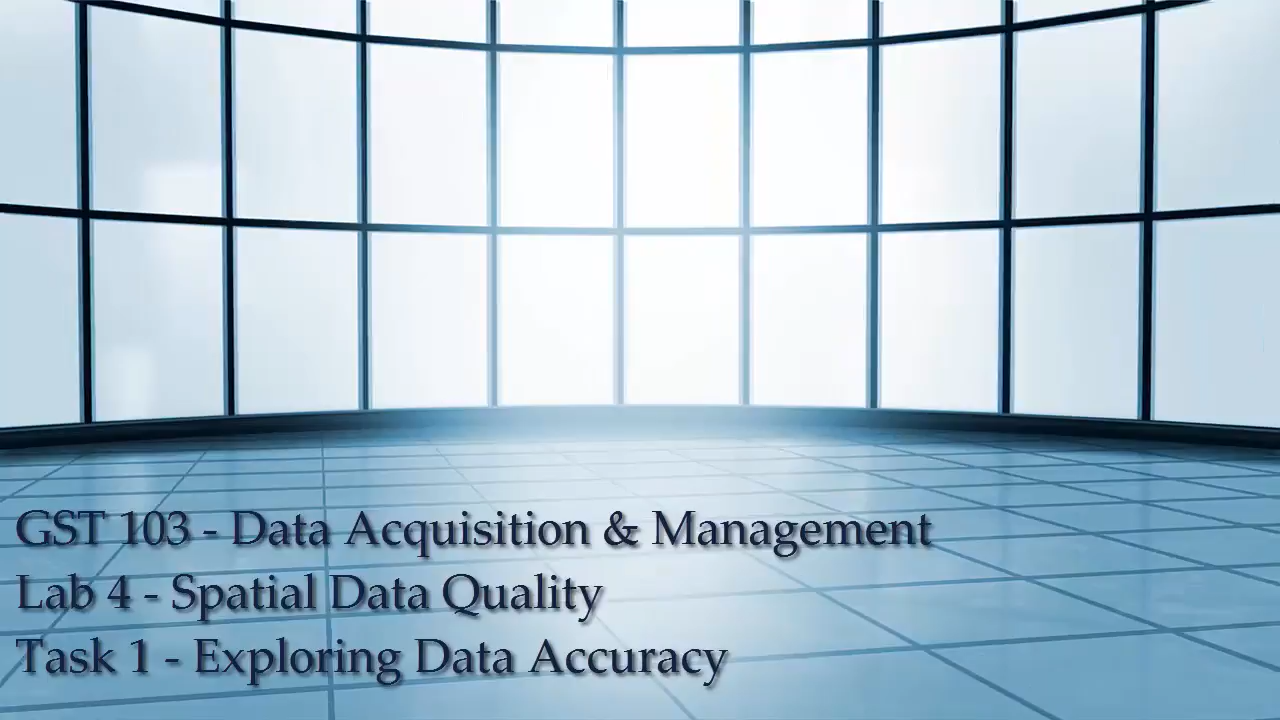 GST 103 - Data Acquisition & Management
Lab 4 - Spatial Data Quality
Task 1 - Exploring Data Accuracy